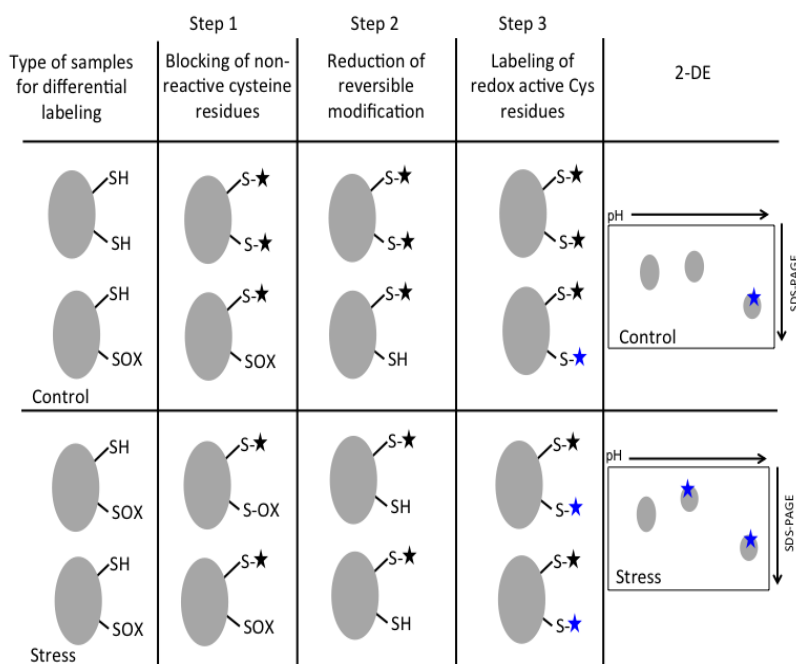 Step 1
Step 2
Step 3
Type of samples
for differential
labeling
Blocking of non-
reactive cysteine
residues
Reduction of
reversible
modification
Labeling of
redox active Cys
residues
2-DE
SH
SH
S-★
S-★
S-★
S-★
S-★
S-★
SH
SOX
Control
S-★
SOX
S-★
SH
S-★
S-★
pH
SDS-PAGE
Control
SH
SOX
S-★
S-OX
S-★
SH
S-★
S-★
SH
SOX
Stress
S-★
SOX
S-★
SH
S-★
S-★
pH
SDS-PAGE
Stress